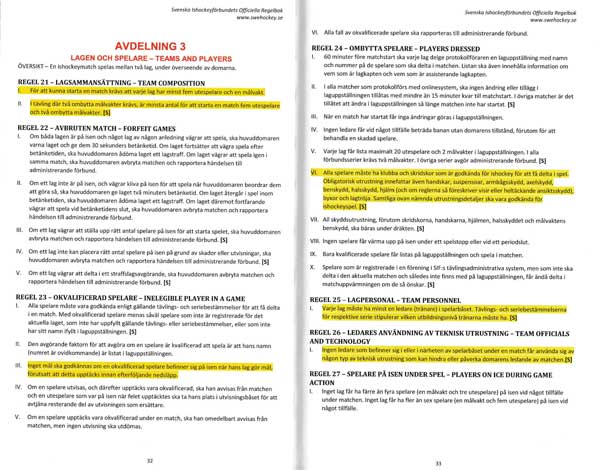 Svenska Ishockeyförbundets Officiella Regelbok
www.swehockey.se
AVDELNING 3
LAGEN OCH SPELARE – TEAMS AND PLAYERS
ÖVERSIKT – En ishockeymatch spelas mellan två lag, under överseende av domarna.
REGEL 21 – LAGSAMMANSÄTTNING – TEAM COMPOSITION
I. För att kunna starta en match krävs att varje lag har minst fem utespelare och en målvakt.
II. I tävling där två ombytta målvakter krävs, är minsta antal för att starta en match fem utespelare
och två ombytta målvakter. [S]
REGEL 22 – AVBRUTEN MATCH – FORFEIT GAMES
I. Om båda lagen är på isen och något lag av någon anledning vägrar att spela, ska huvuddomaren
varna laget och ge dem 30 sekunders betänketid. Om laget fortsätter att vägra spela efter
betänketiden, ska huvuddomaren ådöma laget ett lagstraff. Om laget vägrar att spela igen i
samma match, ska huvuddomaren avbryta matchen och rapportera händelsen till
administrerande förbund.
II. Om ett lag inte är på isen, och vägrar kliva på isen för att spela när huvuddomaren beordrar dem
att göra så, ska huvuddomaren ge laget två minuters betänketid. Om laget återgår i spel inom
betänketiden, ska huvuddomaren ådöma laget ett lagstraff. Om laget däremot fortfarande
vägrar att spela vid betänketidens slut, ska huvuddomaren avbryta matchen och rapportera
händelsen till administrerande förbund.
III. Om ett lag vägrar att ställa upp rätt antal spelare på isen för att starta spelet, ska huvuddomaren
avbryta matchen och rapportera händelsen till administrerande förbund. [S]
IV. Om ett lag inte kan placera rätt antal spelare på isen på grund av skador eller utvisningar, ska
huvuddomaren avbryta matchen och rapportera händelsen till administrerande förbund. [S]
V. Om ett lag vägrar att delta i ett straffslagsavgörande, ska huvuddomaren avbryta matchen och
rapportera händelsen till administrerande förbund. [S]
REGEL 23 – OKVALIFICERAD SPELARE – INELEGIBLE PLAYER IN A GAME
I. Alla spelare måste vara godkända enligt gällande tävlings- och seriebestämmelser för att få delta
i en match. Med okvalificerad spelare menas såväl spelare som inte är registrerade för det
aktuella laget, som inte har uppfyllt gällande tävlings- eller seriebestämmelser, eller som inte
har sitt namn ifyllt i laguppställningen. [S]
II. Den avgörande faktorn för att avgöra om en spelare är kvalificerad att spela är att hans namn
(numret är ovidkommande) är listat i laguppställningen.
III. Inget mål ska godkännas om en okvalificerad spelare befinner sig på isen när hans lag gör mål,
förutsatt att detta upptäcks innan efterföljande nedsläpp.
IV. Om en spelare utvisas, och därefter upptäcks vara okvalificerad, ska han avvisas från matchen
och en utespelare som var på isen när felet upptäcktes ska ta hans plats i utvisningsbåset för att
avtjäna resterande del av utvisningen som ersättare.
V. Om en spelare upptäcks vara okvalificerad under en match, ska han omedelbart avvisas från
matchen, men ingen utvisning ska utdömas.
32
Svenska Ishockeyförbundets Officiella Regelbok
www.swehockey.se
VI. Alla fall av okvalificerade spelare ska rapporteras till administrerande förbund.
REGEL 24 – OMBYTTA SPELARE – PLAYERS DRESSED
I. 60 minuter före matchstart ska varje lag delge protokollföraren en laguppställning med namn
och nummer på de spelare som ska delta i matchen. Listan ska även innehålla information om
vem som är lagkapten och vem som är assisterande lagkapten.
II. I alla matcher som protokollförs med onlinesystem, ska ingen ändring eller tillägg i
laguppställningen tillåtas med mindre än 15 minuter kvar till matchstart. I övriga matcher är det
tillåtet att ändra i laguppställningen så länge matchen inte har startat. [S]
III. När en match har startat får inga ändringar göras i laguppställningen.
IV. Ingen ledare får vid något tillfälle beträda banan utan domarens tillstånd, förutom för att
behandla en skadad spelare.
V. Varje lag får lista maximalt 20 utespelare och 2 målvakter i laguppställningen. I alla
förbundsserier krävs två målvakter. I övriga serier avgör administrerande förbund. [S]
VI. Alla spelare måste ha klubba och skridskor som är godkända för ishockey för att få delta i spel.
Obligatorisk utrustning innefattar även handskar, suspensoar, armbågsskydd, axelskydd,
benskydd, halsskydd, hjälm (och om reglerna så föreskriver visir eller heltäckande ansiktsskydd),
byxor och lagtröja. Samtliga ovan nämnda utrustningsdetaljer ska vara godkända för
ishockeyspel. [S]
VII. All skyddsutrustning, förutom skridskorna, handskarna, hjälmen, halsskyddet och målvaktens
benskydd, ska bäras under dräkten. [S]
VIII. Ingen spelare får värma upp på isen under ett spelstopp eller vid ett periodslut.
IX. Bara kvalificerade spelare får listas på laguppställningen och spela i matchen.
X. Spelare som är registrerade i en förening i SIF:s tävlingsadministrativa system, men som inte ska
delta i den aktuella matchen och således inte finns med på laguppställningen, får ändå delta i
matchuppvärmningen om de så önskar. [S]
REGEL 25 – LAGPERSONAL – TEAM PERSONNEL
I. Varje lag måste ha minst en ledare (tränare) i spelarbåset. Tävlings- och seriebestämmelserna
för respektive serie stipulerar vilken utbildningsnivå tränarna måste ha. [S]
REGEL 26 – LEDARES ANVÄNDNING AV TEKNISK UTRUSTNING – TEAM OFFICIALS
AND TECHNOLOGY
I. Ingen ledare som befinner sig i eller i närheten av spelarbåset under en match får använda sig av
någon typ av teknisk utrustning som kan hindra eller påverka domarens ledande av matchen. [S]
REGEL 27 – SPELARE PÅ ISEN UNDER SPEL – PLAYERS ON ICE DURING GAME
ACTION
I. Inget lag får ha färre än fyra spelare (en målvakt och tre utespelare) på isen vid något tillfälle
under matchen. Inget lag får ha fler än sex spelare (en målvakt och fem utespelare) på isen vid
något tillfälle.
33